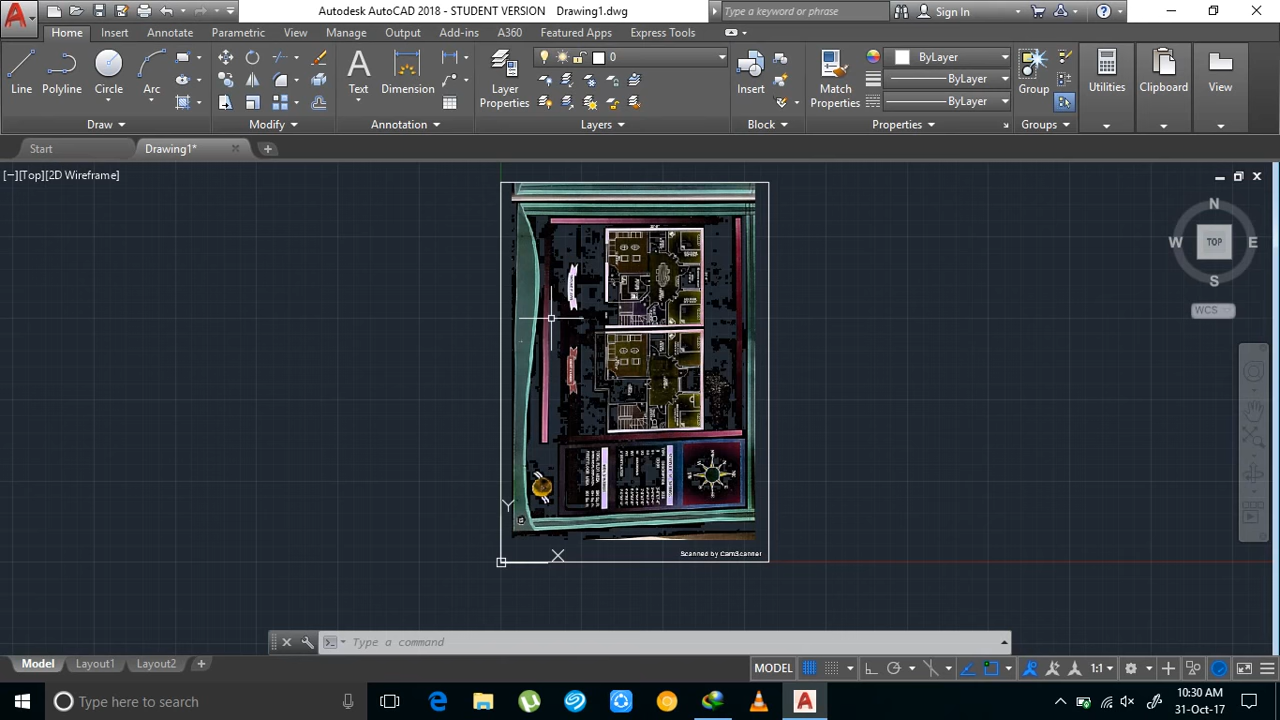 Autodesk AutoCAD 2018 - STUDENT VERSION Drawing1.dwg
Type a keyword or phrase
Sign In
Home Insert Annotate Parametric View Manage Output Add-ins A360 Featured Apps Express Tools
Line Polyline Circle Arc
Text Dimension
Layer Properties
0
Insert
Match Properties
ByLayer
ByLayer
ByLayer
Group
Utilities
Clipboard
View
Draw Modify Annotation Layers Block Properties Groups
Start Drawing1*
[−][Top][2D Wireframe]
N
W TOP E
S
WCS
Y
X
Scanned by CamScanner
Type a command
Model Layout1 Layout2
MODEL 1:1
Type here to search
10:30 AM
31-Oct-17